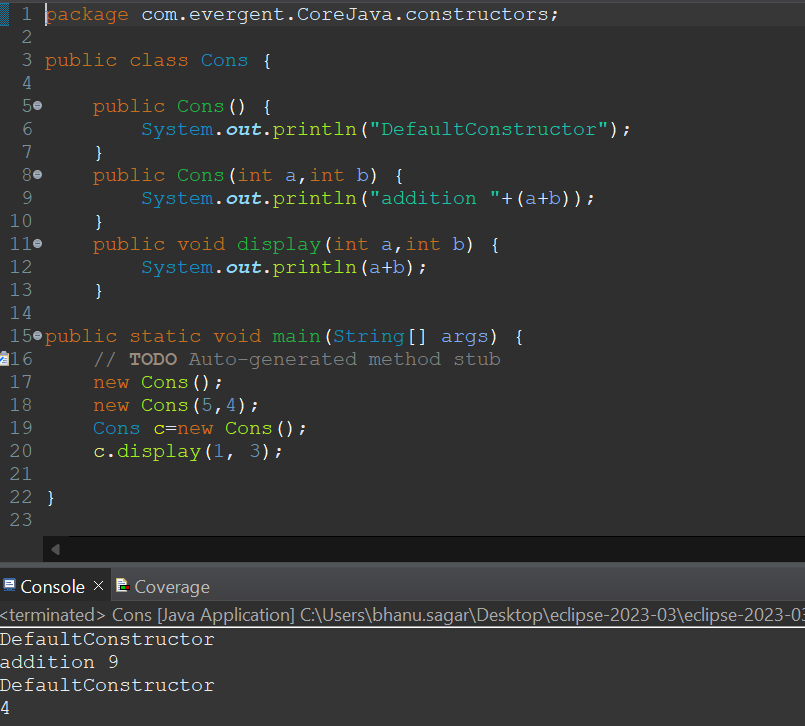 1 package com.evergent.CoreJava.constructors;
2
3 public class Cons {
4
5 public Cons() {
6 System.out.println("DefaultConstructor");
7 }
8 public Cons(int a,int b) {
9 System.out.println("addition "+(a+b));
10 }
11 public void display(int a,int b) {
12 System.out.println(a+b);
13 }
14
15 public static void main(String[] args) {
16 // TODO Auto-generated method stub
17 new Cons();
18 new Cons(5,4);
19 Cons c=new Cons();
20 c.display(1, 3);
21
22 }
23
Console × Coverage
<terminated> Cons [Java Application] C:\Users\bhanu.sagar\Desktop\eclipse-2023-03\eclipse-2023-03
DefaultConstructor
addition 9
DefaultConstructor
4